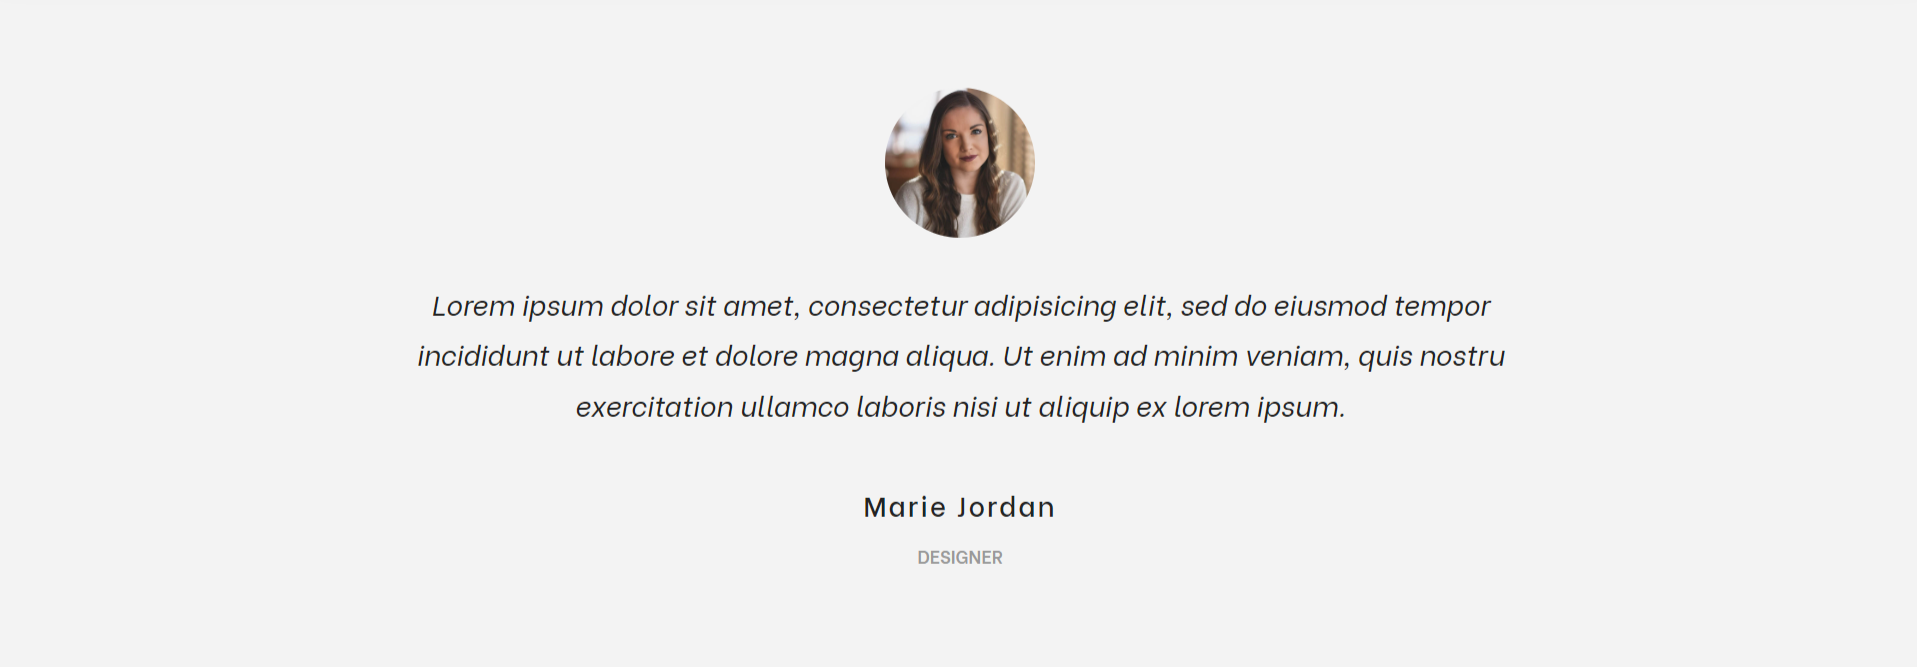 Lorem ipsum dolor sit amet, consectetur adipisicing elit, sed do eiusmod tempor
incididunt ut labore et dolore magna aliqua. Ut enim ad minim veniam, quis nostru
exercitation ullamco laboris nisi ut aliquip ex lorem ipsum.
Marie Jordan
DESIGNER